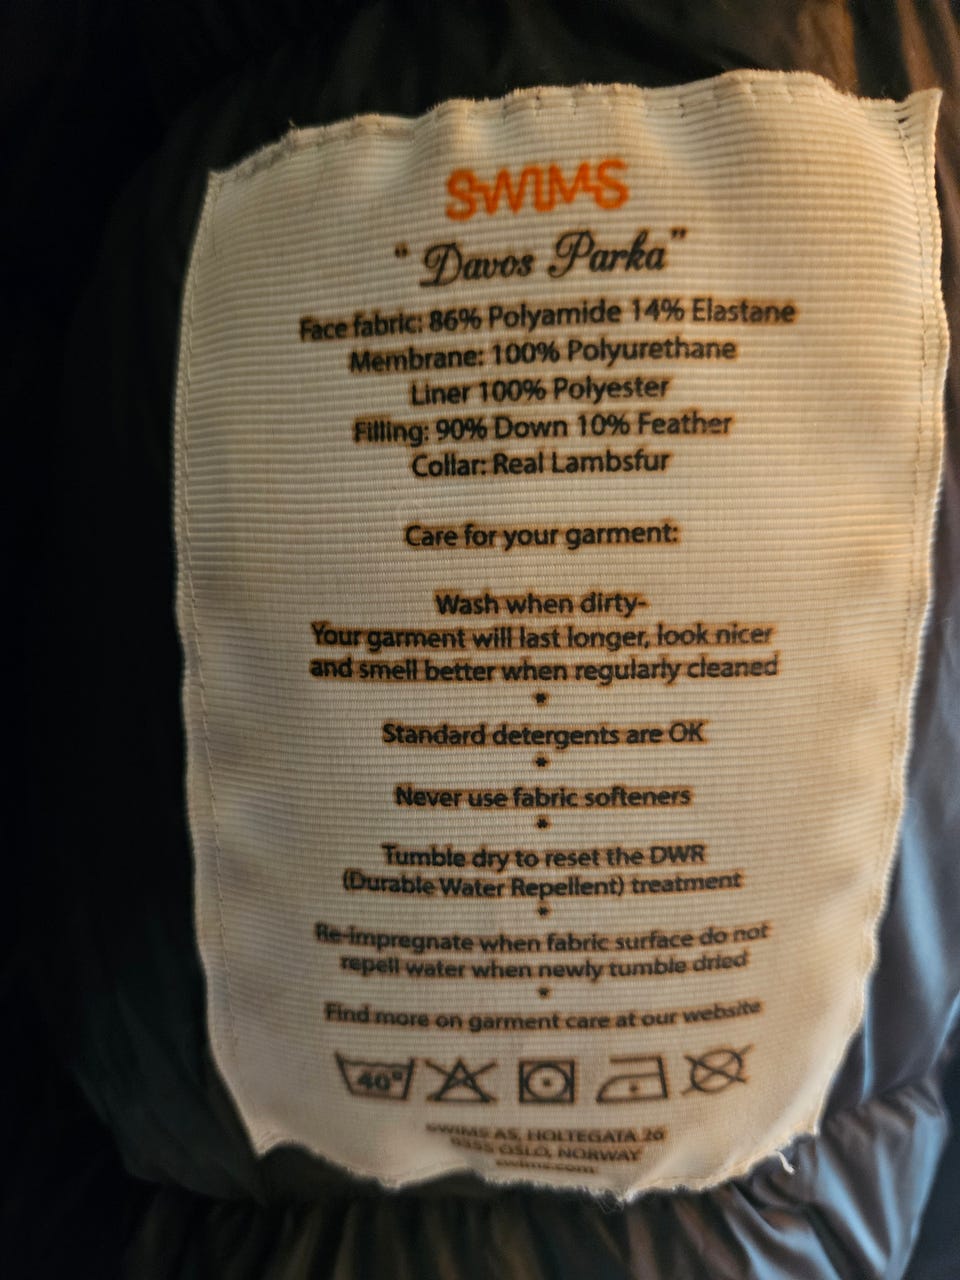 SWIMS
“Davos Parka”
Face fabric: 86% Polyamide 14% Elastane
Membrane: 100% Polyurethane
Liner 100% Polyester
Filling: 90% Down 10% Feather
Collar: Real Lambsfur
Care for your garment:
Wash when dirty-
Your garment will last longer, look nicer
and smell better when regularly cleaned
*
Standard detergents are OK
*
Never use fabric softeners
*
Tumble dry to reset the DWR
(Durable Water Repellent) treatment
*
Re-impregnate when fabric surface do not
repell water when newly tumble dried
*
Find more on garment care at our website
40°
SWIMS AS, HOLTEGATA 26
0355 OSLO, NORWAY
swims.com